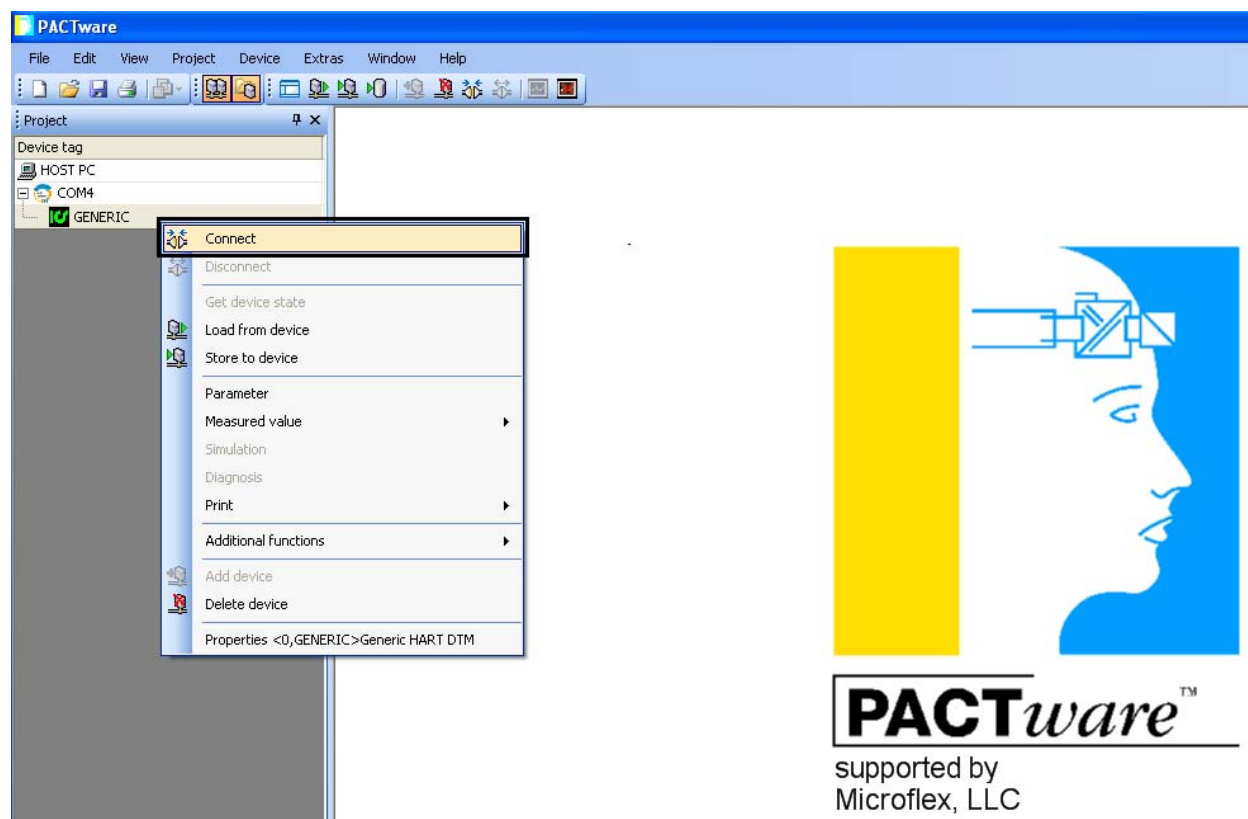 PACTware
File Edit View Project Device Extras Window Help
Project
Device tag
HOST PC
COM4
GENERIC
Connect
Disconnect
Get device state
Load from device
Store to device
Parameter
Measured value
Simulation
Diagnosis
Print
Additional functions
Add device
Delete device
Properties <0,GENERIC>Generic HART DTM
PACTware™
supported by
Microflex, LLC